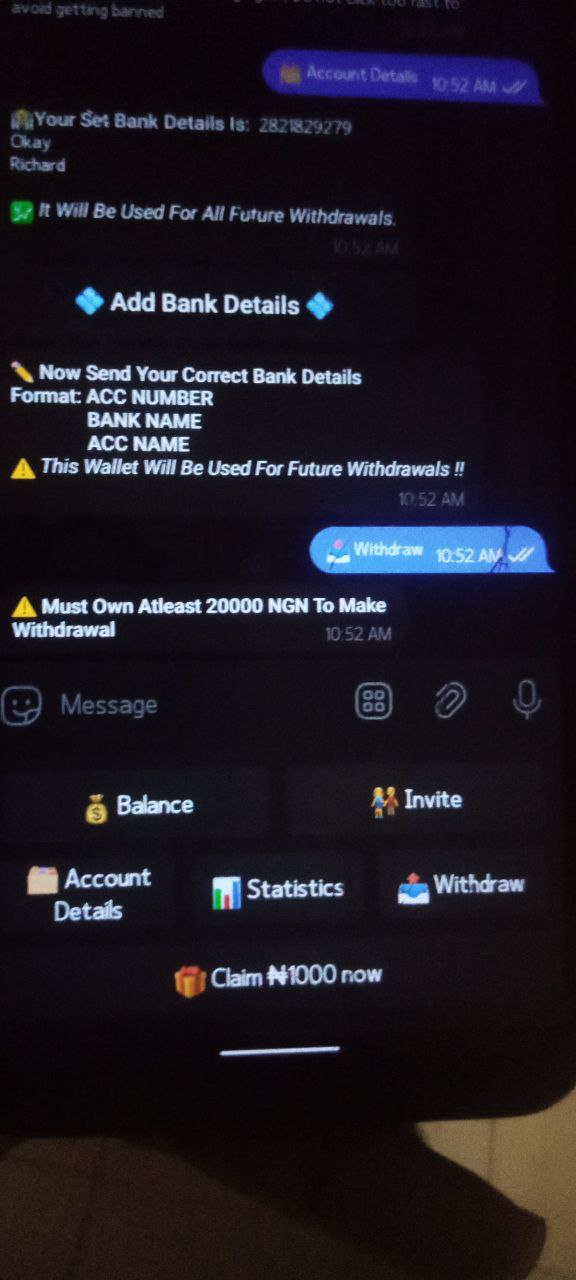 avoid getting banned
Account Details 10:52 AM
Your Set Bank Details Is: 2821829279
Okay
Richard
It Will Be Used For All Future Withdrawals.
10:52 AM
Add Bank Details
Now Send Your Correct Bank Details
Format: ACC NUMBER
BANK NAME
ACC NAME
This Wallet Will Be Used For Future Withdrawals !!
10:52 AM
Withdraw 10:52 AM
Must Own Atleast 20000 NGN To Make
Withdrawal 10:52 AM
Message
Balance
Invite
Account
Details
Statistics
Withdraw
Claim ₦1000 now